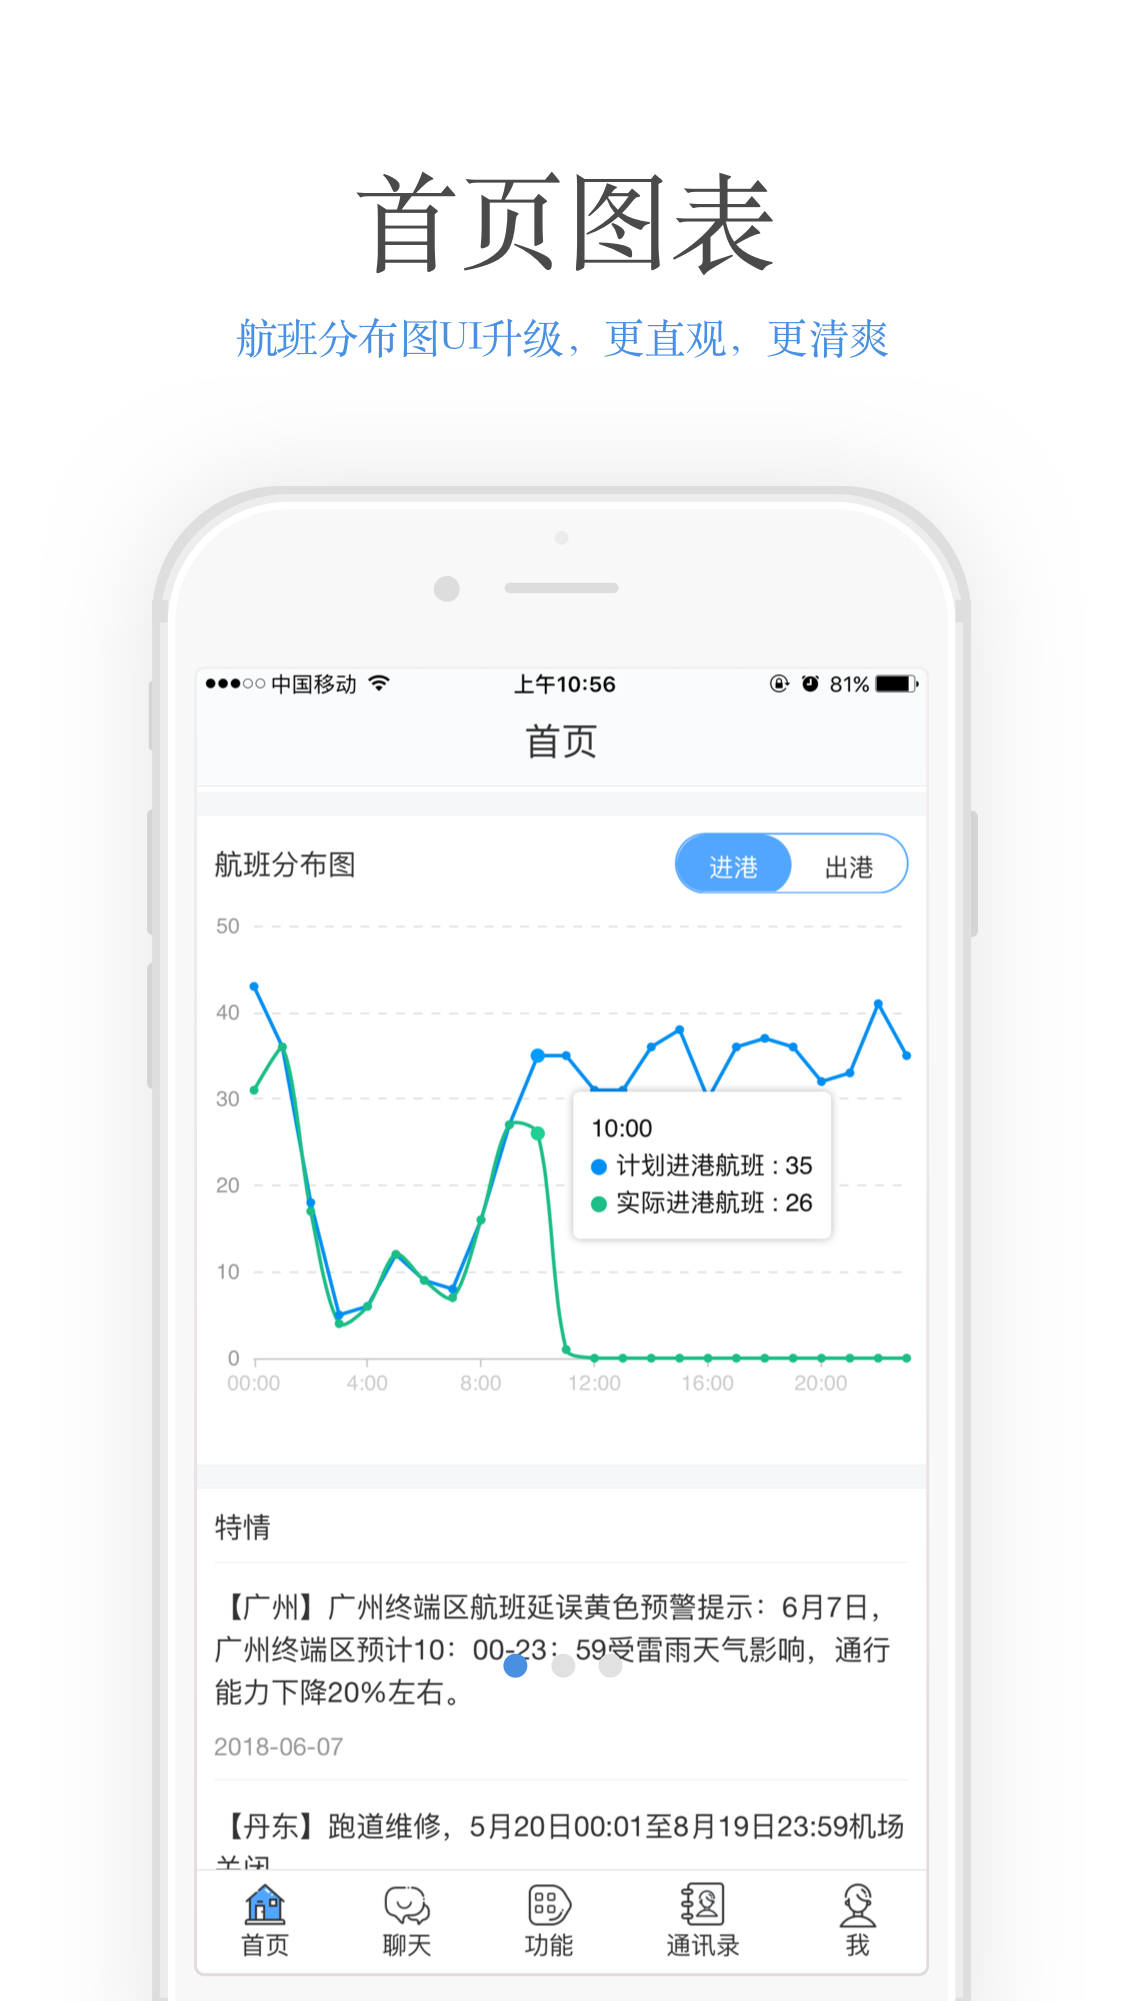 首页图表
航班分布图UI升级，更直观，更清爽
中国移动 上午10:56 81%
首页
航班分布图 进港 出港
50
40
30
20
10
0
10:00
计划进港航班 : 35
实际进港航班 : 26
00:00 4:00 8:00 12:00 16:00 20:00
特情
【广州】广州终端区航班延误黄色预警提示：6月7日，
广州终端区预计10：00-23：59受雷雨天气影响，通行
能力下降20%左右。
2018-06-07
【丹东】跑道维修，5月20日00:01至8月19日23:59机场
关闭
首页 聊天 功能 通讯录 我